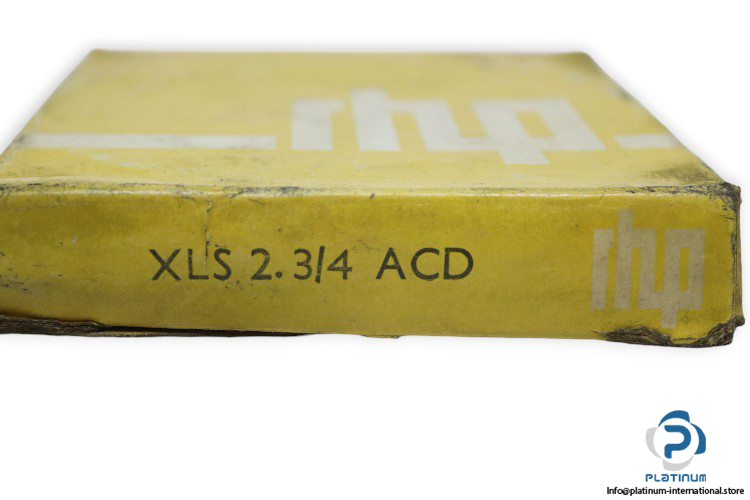 rhp
XLS 2.3/4 ACD
rhp
PLATINUM
Info@platinum-international.store